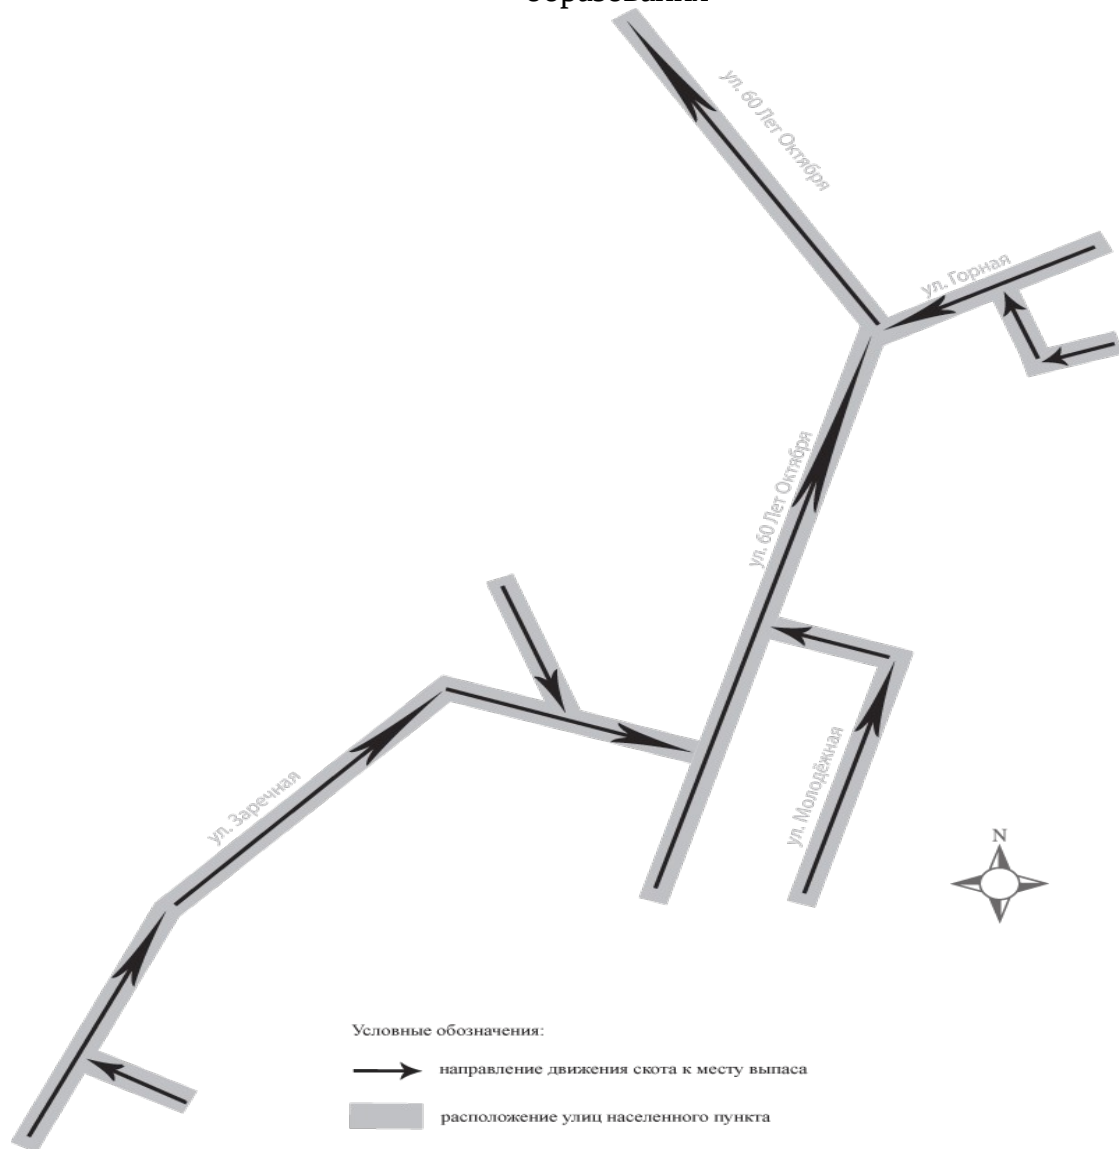 образования
ул. 60 Лет Октября
ул. Горная
ул. 60 Лет Октября
ул. Заречная
ул. Молодёжная
N
Условные обозначения:
направление движения скота к месту выпаса
расположение улиц населенного пункта